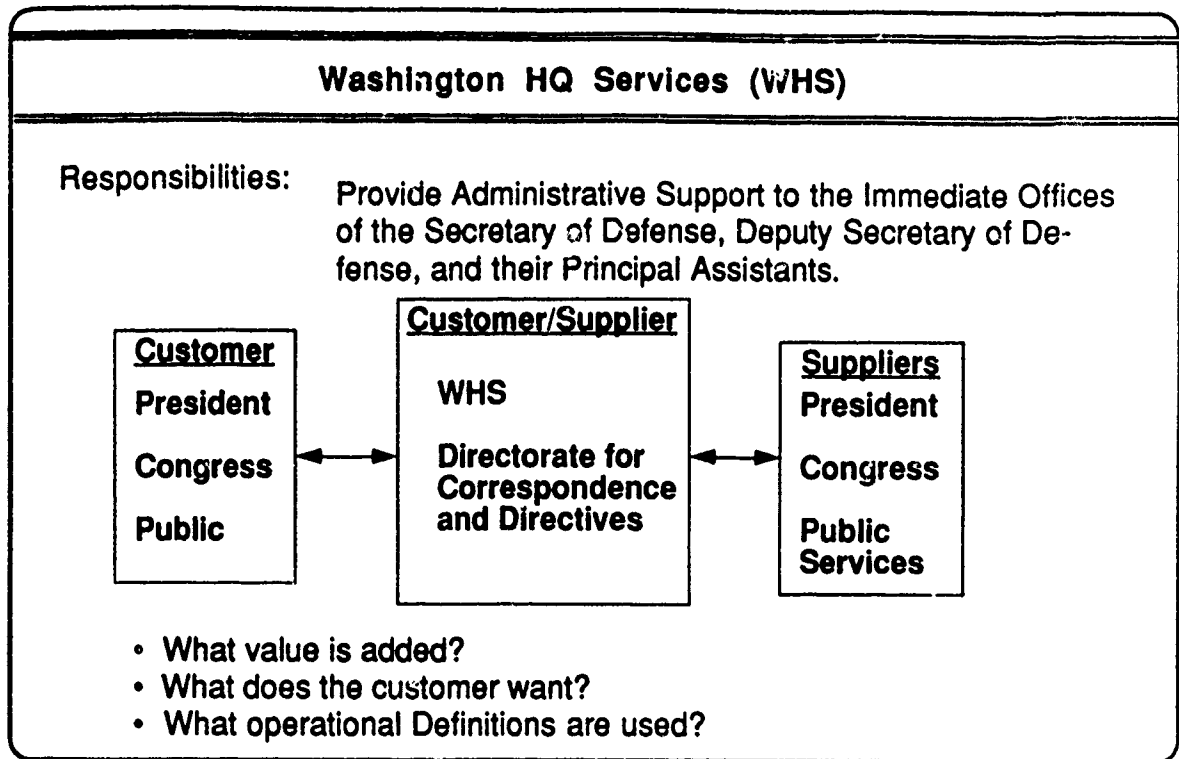 Washington HQ Services (WHS)
Responsibilities:
Provide Administrative Support to the Immediate Offices
of the Secretary of Defense, Deputy Secretary of De-
fense, and their Principal Assistants.
Customer
President
Congress
Public
Customer/Supplier
WHS
Directorate for
Correspondence
and Directives
Suppliers
President
Congress
Public
Services
• What value is added?
• What does the customer want?
• What operational Definitions are used?